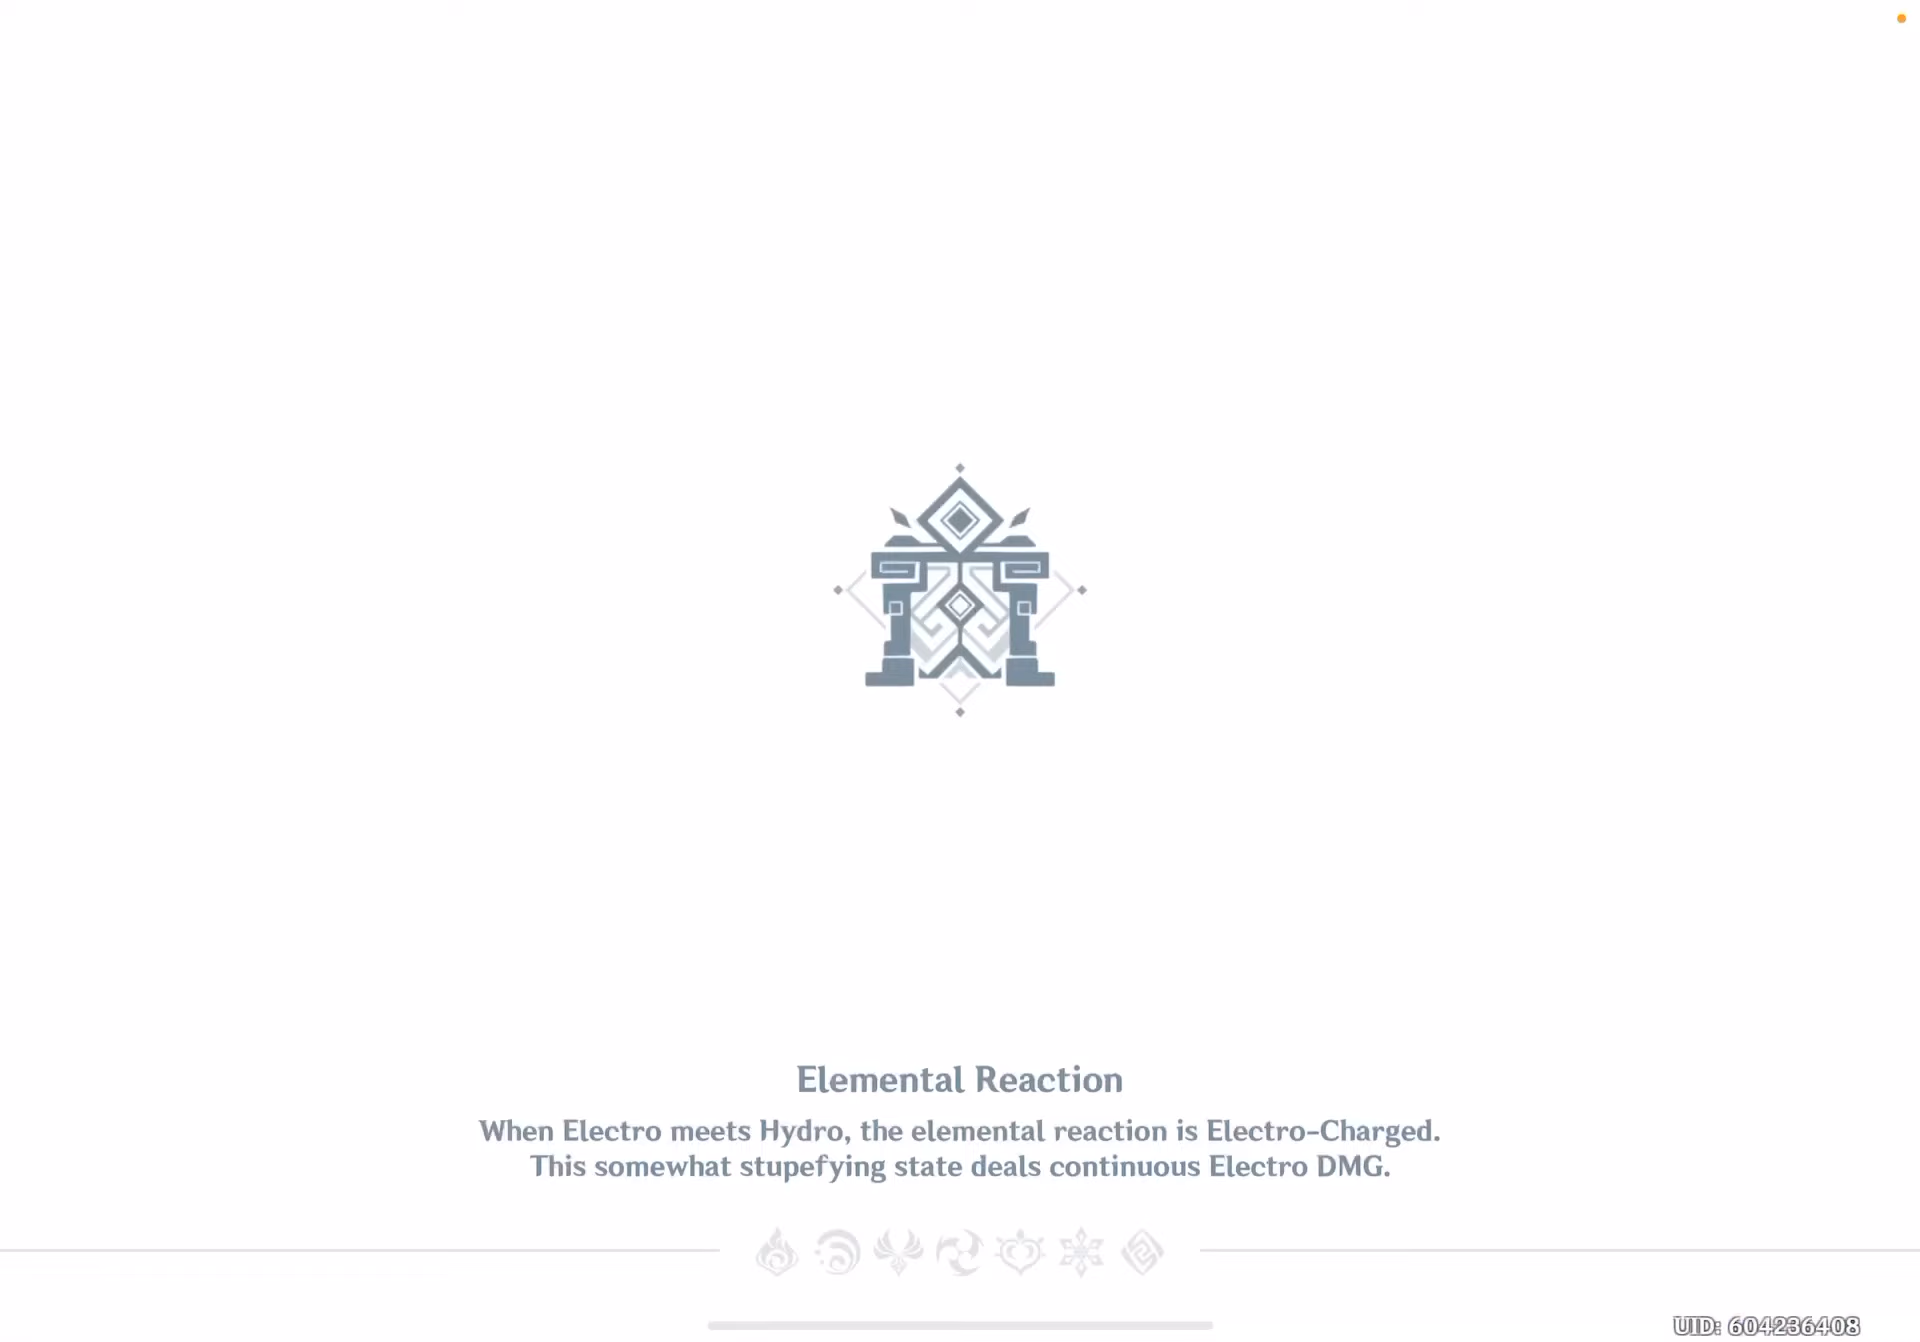 Elemental Reaction
When Electro meets Hydro, the elemental reaction is Electro-Charged.
This somewhat stupefying state deals continuous Electro DMG.
UID: 604236408